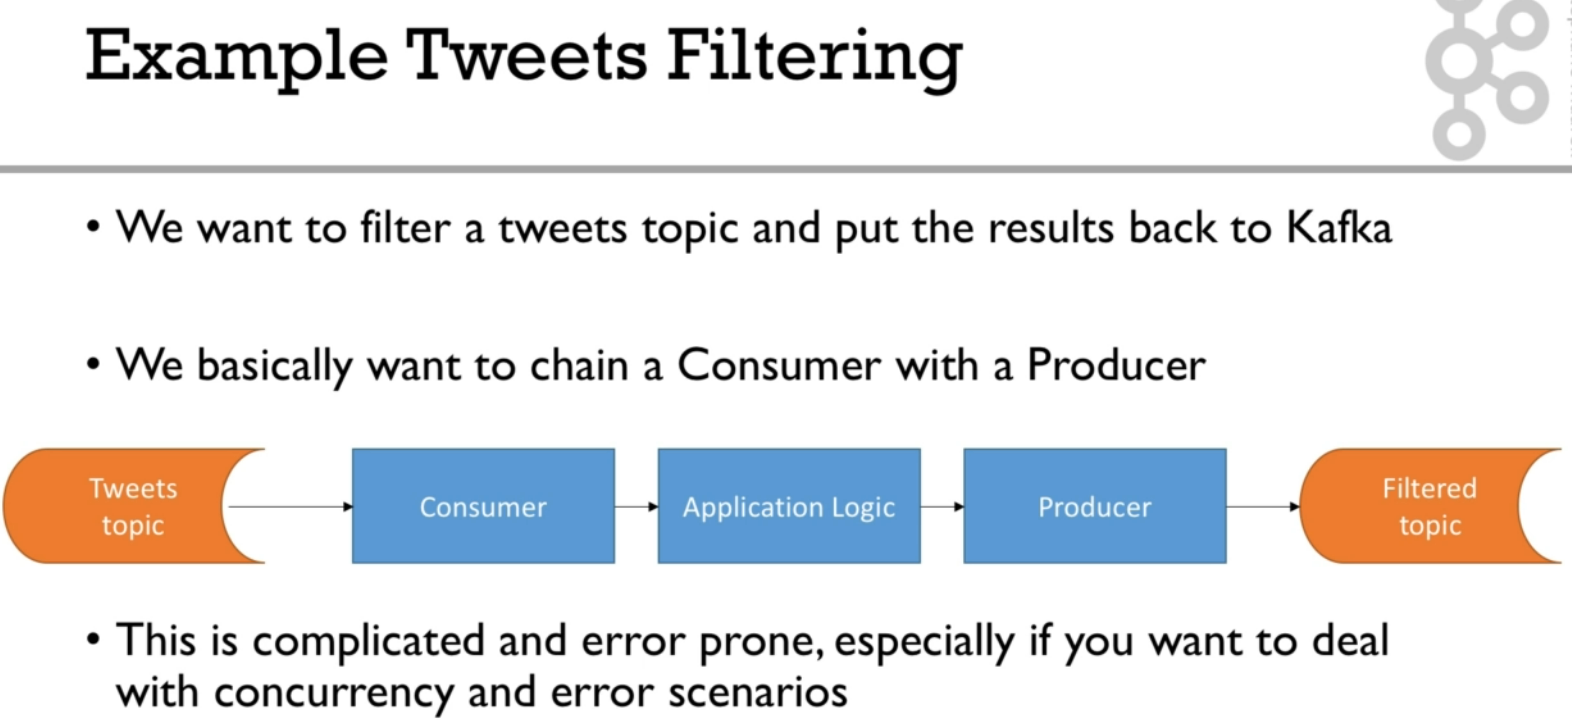 Example Tweets Filtering
• We want to filter a tweets topic and put the results back to Kafka
• We basically want to chain a Consumer with a Producer
Tweets
topic
Consumer
Application Logic
Producer
Filtered
topic
• This is complicated and error prone, especially if you want to deal
with concurrency and error scenarios